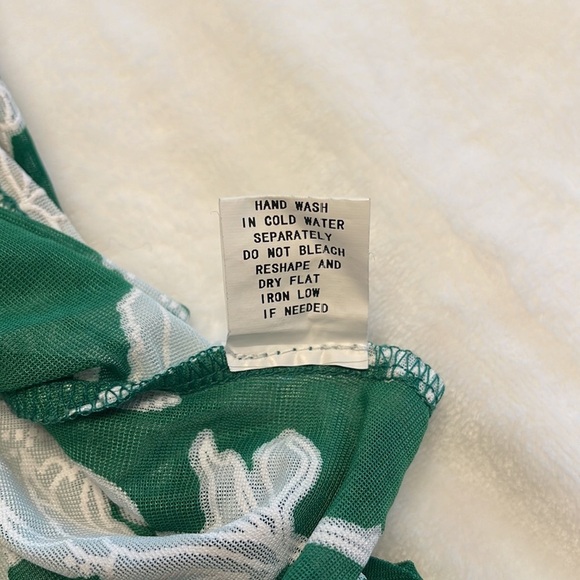 HAND WASH
IN COLD WATER
SEPARATELY
DO NOT BLEACH
RESHAPE AND
DRY FLAT
IRON LOW
IF NEEDED